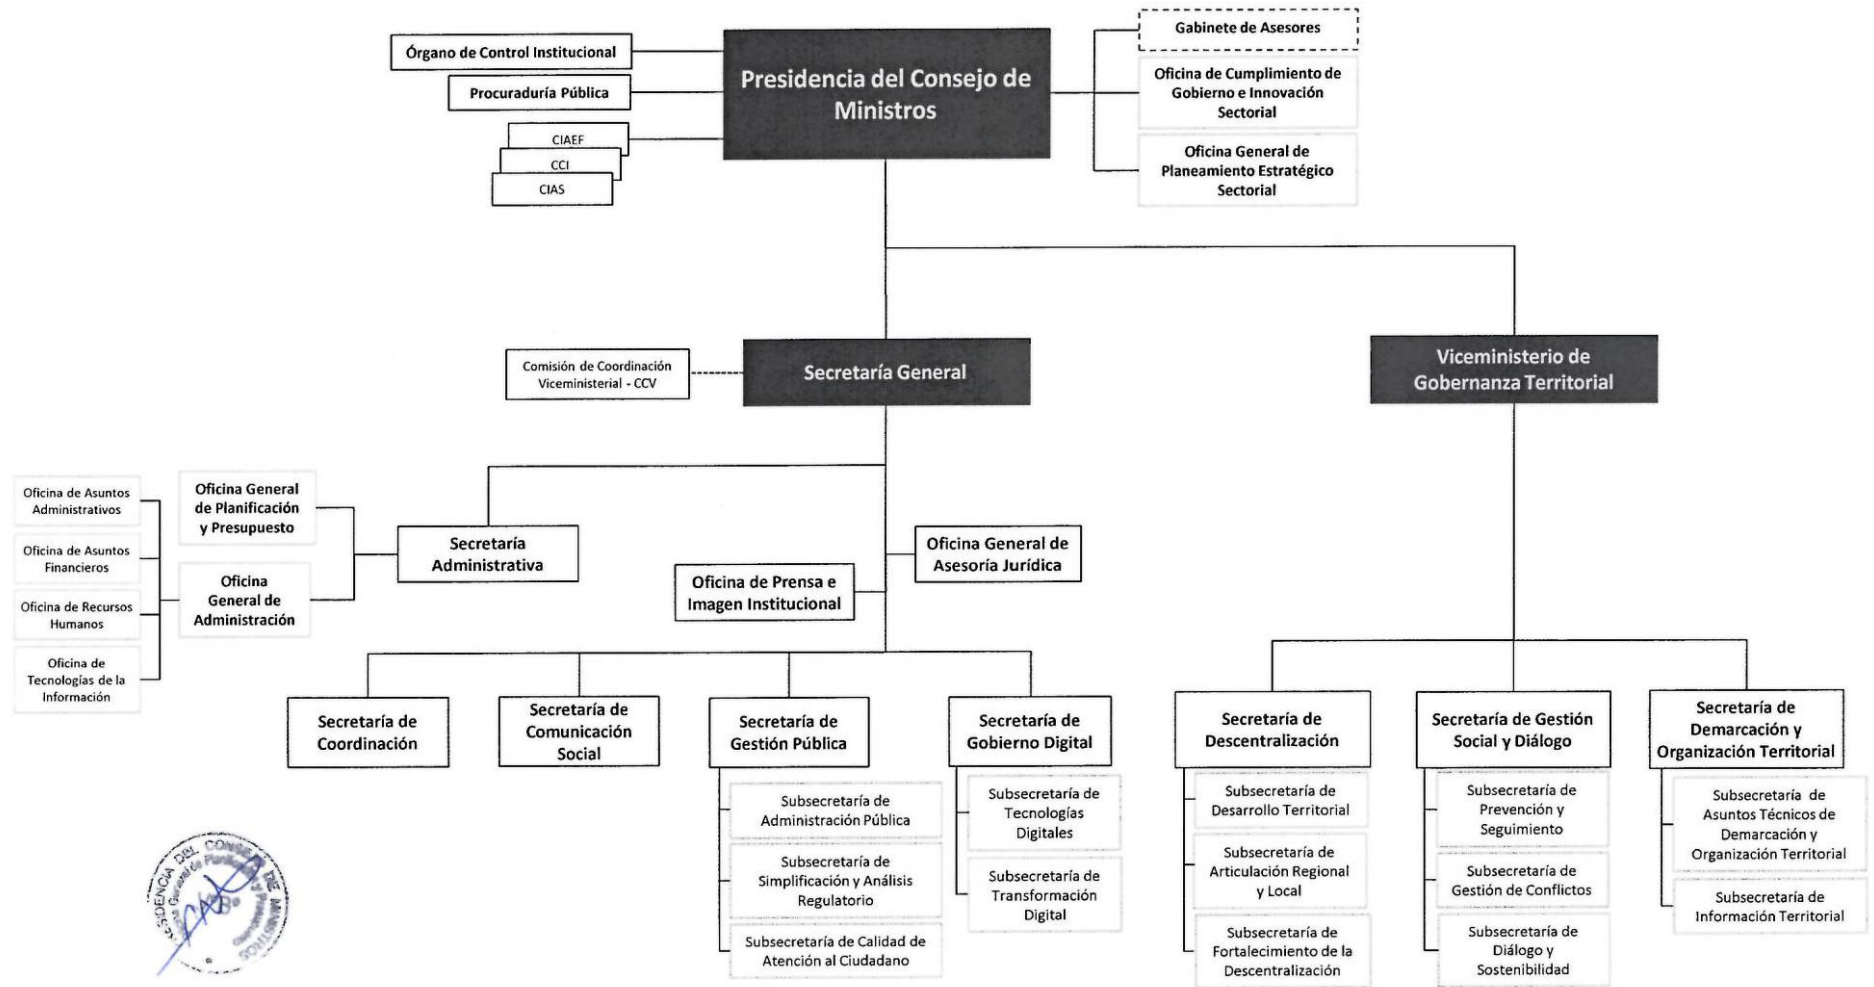 Órgano de Control Institucional
Procuraduría Pública
CIAEF
CCI
CIAS
Presidencia del Consejo de
Ministros
Gabinete de Asesores
Oficina de Cumplimiento de
Gobierno e Innovación
Sectorial
Oficina General de
Planeamiento Estratégico
Sectorial
Comisión de Coordinación
Viceministerial - CCV
Secretaría General
Viceministerio de
Gobernanza Territorial
Oficina de Asuntos
Administrativos
Oficina de Asuntos
Financieros
Oficina de Recursos
Humanos
Oficina de
Tecnologías de la
Información
Oficina General
de Planificación
y Presupuesto
Oficina
General de
Administración
Secretaría
Administrativa
Oficina General de
Asesoría Jurídica
Oficina de Prensa e
Imagen Institucional
Secretaría de
Coordinación
Secretaría de
Comunicación
Social
Secretaría de
Gestión Pública
Subsecretaría de
Administración Pública
Subsecretaría de
Simplificación y Análisis
Regulatorio
Subsecretaría de Calidad de
Atención al Ciudadano
Secretaría de
Gobierno Digital
Subsecretaría de
Tecnologías
Digitales
Subsecretaría de
Transformación
Digital
Secretaría de
Descentralización
Subsecretaría de
Desarrollo Territorial
Subsecretaría de
Articulación Regional
y Local
Subsecretaría de
Fortalecimiento de la
Descentralización
Secretaría de Gestión
Social y Diálogo
Subsecretaría de
Prevención y
Seguimiento
Subsecretaría de
Gestión de Conflictos
Subsecretaría de
Diálogo y
Sostenibilidad
Secretaría de
Demarcación y
Organización Territorial
Subsecretaría de
Asuntos Técnicos de
Demarcación y
Organización Territorial
Subsecretaría de
Información Territorial
DEL CONSEJO DE MINISTROS
General de Planificación y Presupuesto